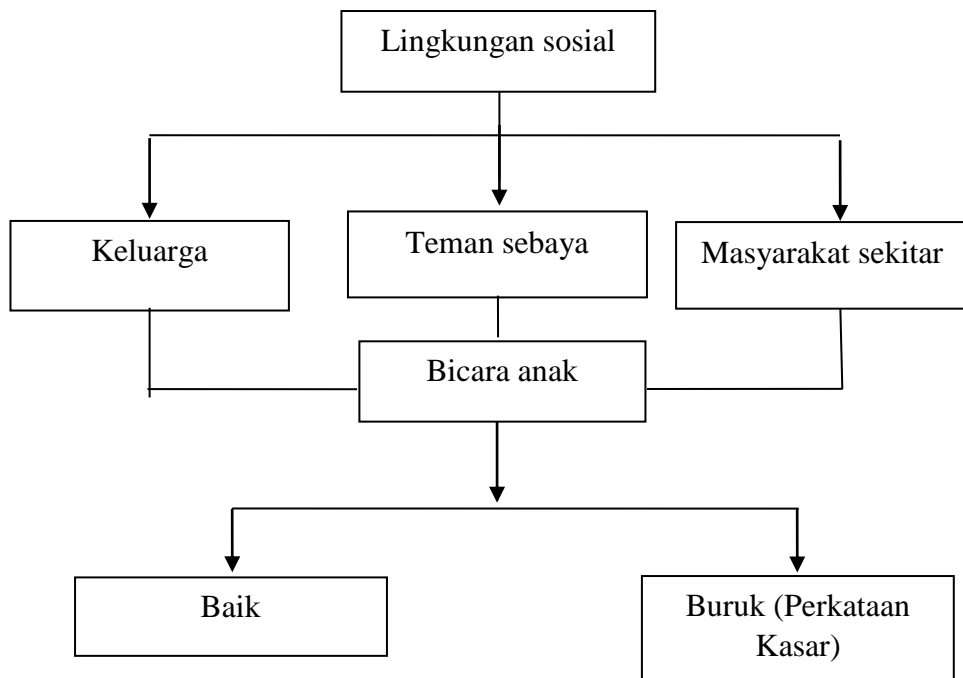 Lingkungan sosial
Keluarga
Teman sebaya
Masyarakat sekitar
Bicara anak
Baik
Buruk (Perkataan
Kasar)